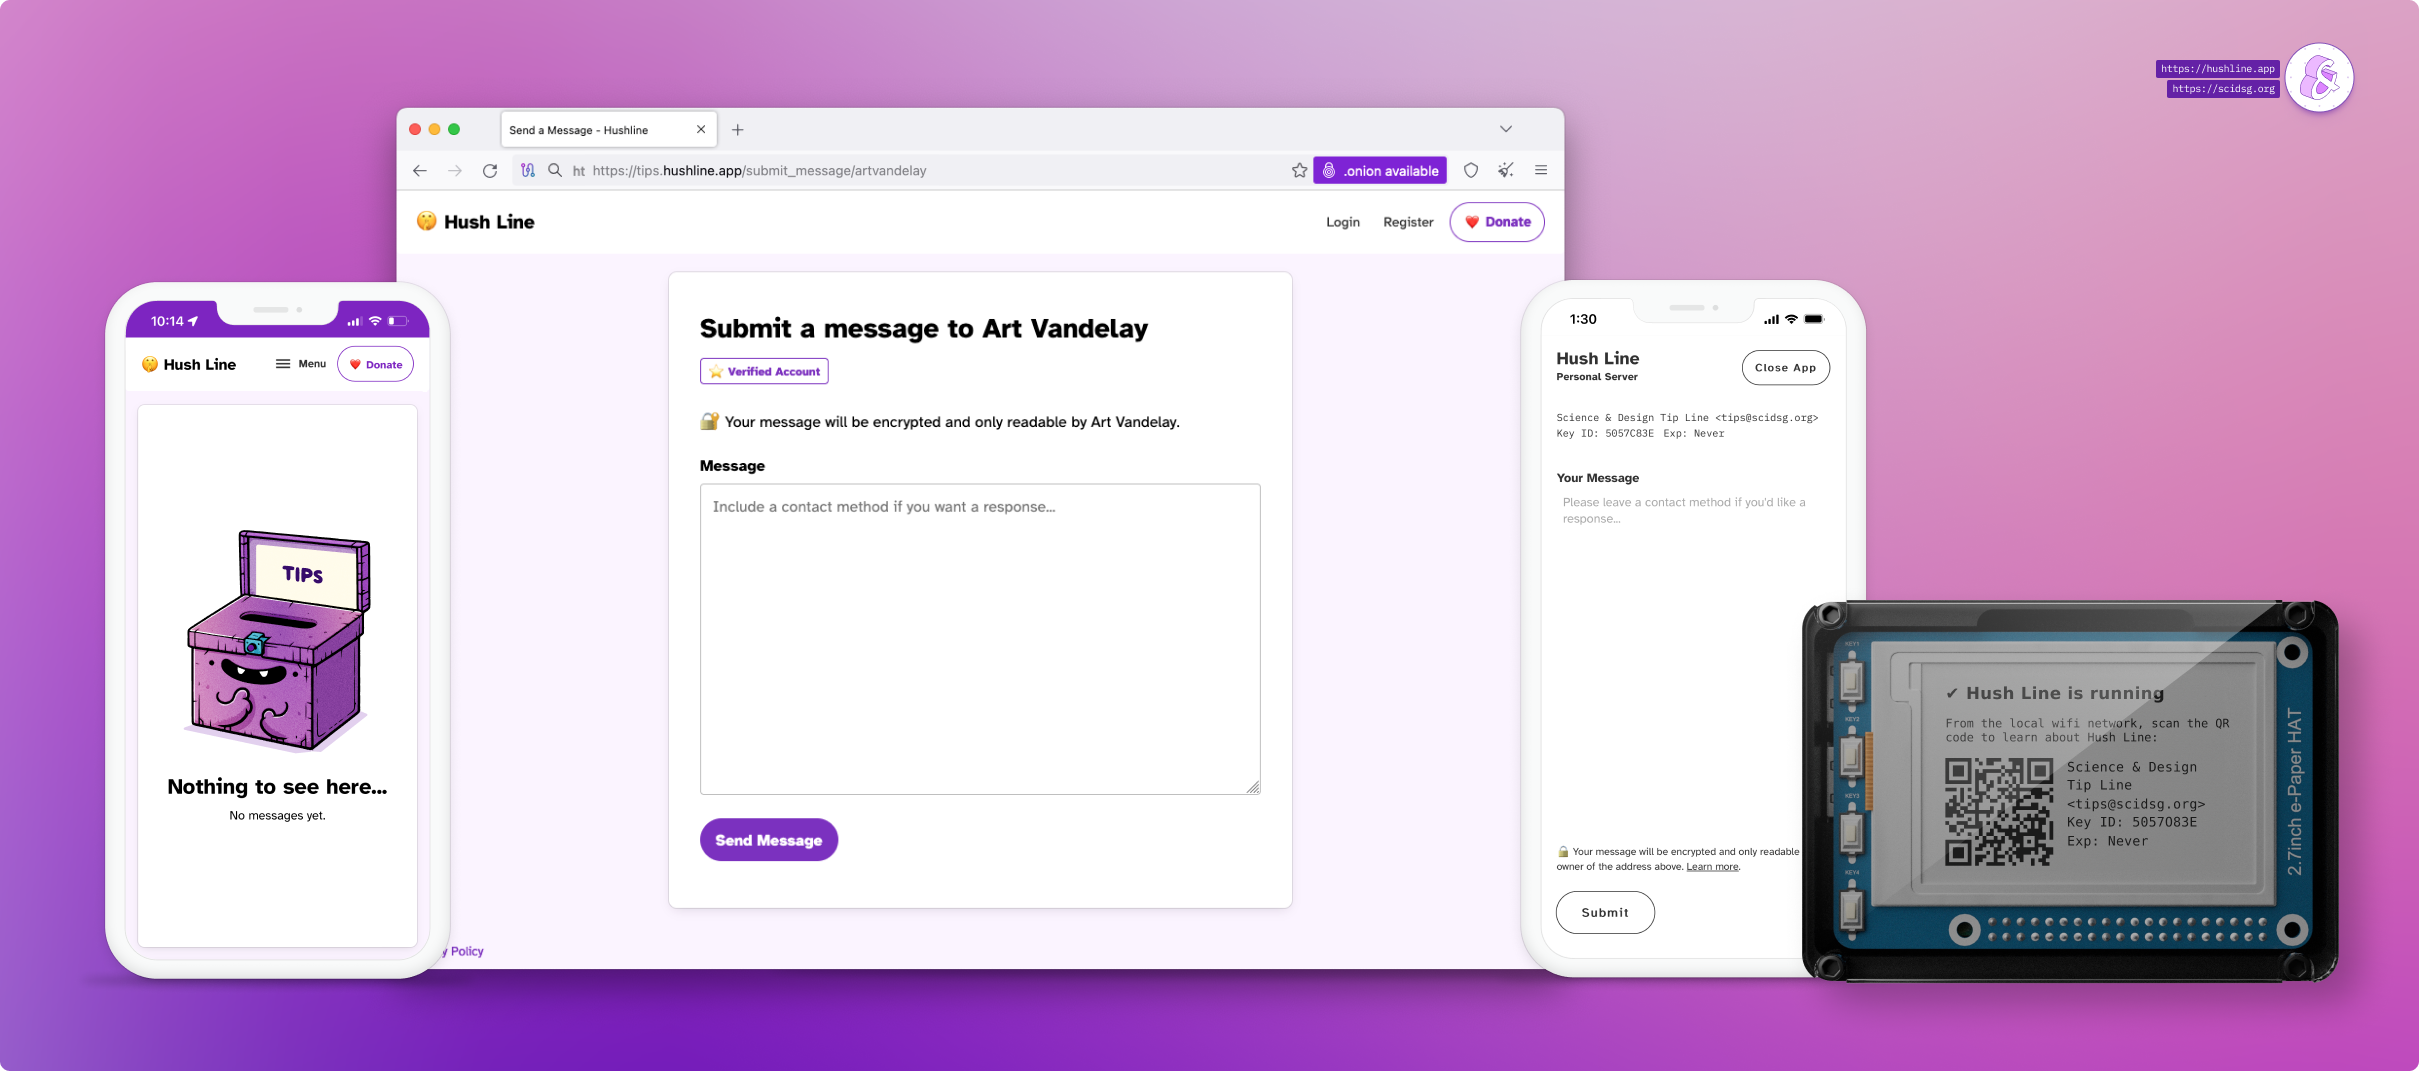 https://hushline.app
https://scidsg.org
Send a Message - Hushline
ht https://tips.hushline.app/submit_message/artvandelay
.onion available
Hush Line
Login Register Donate
Submit a message to Art Vandelay
Verified Account
Your message will be encrypted and only readable by Art Vandelay.
Message
Include a contact method if you want a response...
Send Message
y Policy
10:14
Hush Line
Menu
Donate
TIPS
Nothing to see here...
No messages yet.
1:30
Hush Line
Personal Server
Close App
Science & Design Tip Line <tips@scidsg.org>
Key ID: 5057C83E Exp: Never
Your Message
Please leave a contact method if you'd like a
response...
Your message will be encrypted and only readable
owner of the address above. Learn more.
Submit
KEY1
KEY2
KEY3
KEY4
✔ Hush Line is running
From the local wifi network, scan the QR
code to learn about Hush Line:
Science & Design
Tip Line
<tips@scidsg.org>
Key ID: 5057083E
Exp: Never
2.7inch e-Paper HAT